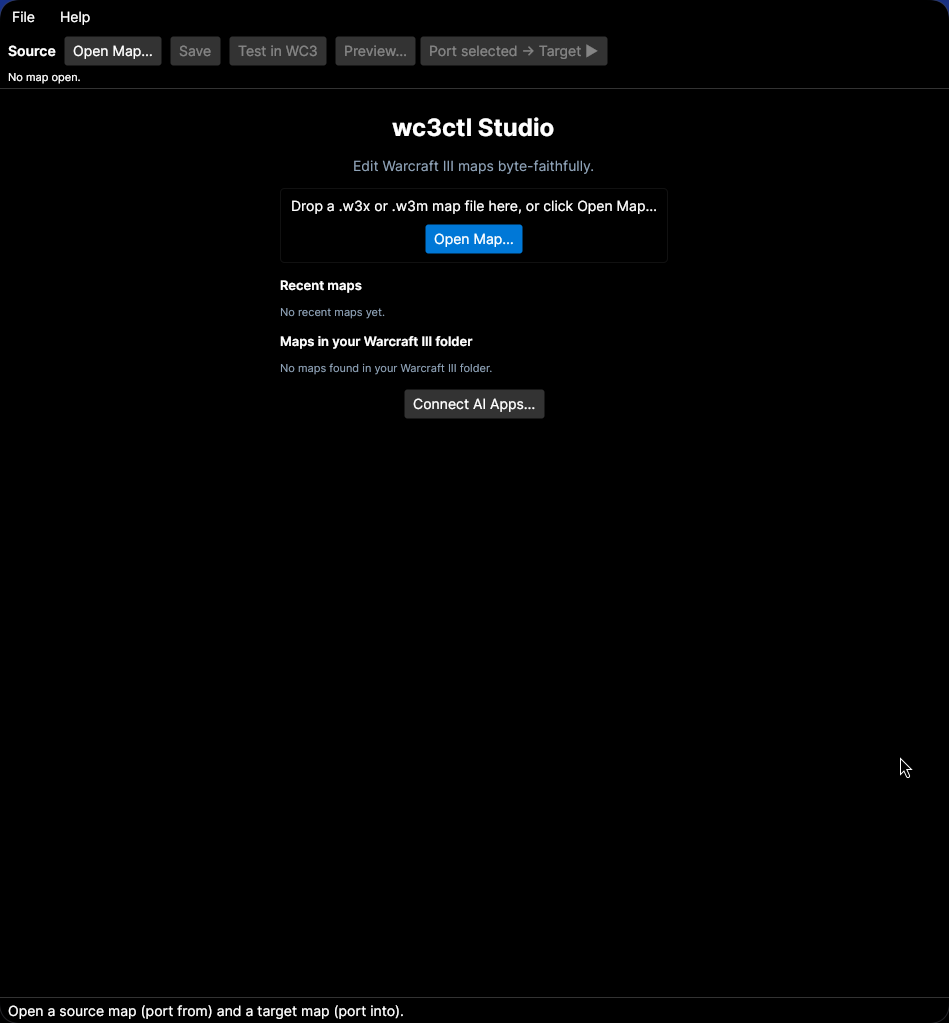 File Help
Source Open Map... Save Test in WC3 Preview... Port selected → Target ▶
No map open.
wc3ctl Studio
Edit Warcraft III maps byte-faithfully.
Drop a .w3x or .w3m map file here, or click Open Map...
Open Map...
Recent maps
No recent maps yet.
Maps in your Warcraft III folder
No maps found in your Warcraft III folder.
Connect AI Apps...
Open a source map (port from) and a target map (port into).